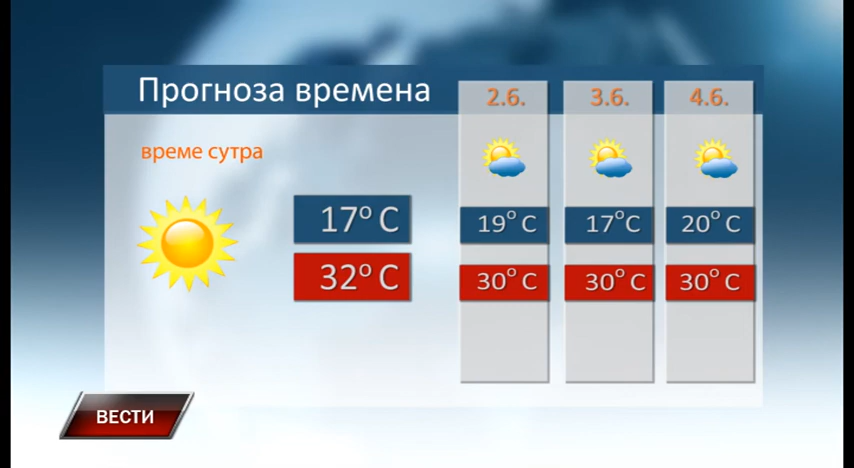 Прогноза времена
време сутра
17° C
32° C
2.6.
3.6.
4.6.
19° C
17°C
20° C
30° C
30° C
30° C
ВЕСТИ